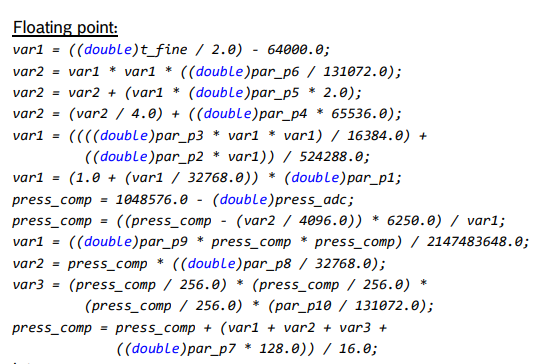 Floating point:
var1 = ((double)t_fine / 2.0) - 64000.0;
var2 = var1 * var1 * ((double)par_p6 / 131072.0);
var2 = var2 + (var1 * (double)par_p5 * 2.0);
var2 = (var2 / 4.0) + ((double)par_p4 * 65536.0);
var1 = ((((double)par_p3 * var1 * var1) / 16384.0) +
((double)par_p2 * var1)) / 524288.0;
var1 = (1.0 + (var1 / 32768.0)) * (double)par_p1;
press_comp = 1048576.0 - (double)press_adc;
press_comp = ((press_comp - (var2 / 4096.0)) * 6250.0) / var1;
var1 = ((double)par_p9 * press_comp * press_comp) / 2147483648.0;
var2 = press_comp * ((double)par_p8 / 32768.0);
var3 = (press_comp / 256.0) * (press_comp / 256.0) *
(press_comp / 256.0) * (par_p10 / 131072.0);
press_comp = press_comp + (var1 + var2 + var3 +
((double)par_p7 * 128.0)) / 16.0;